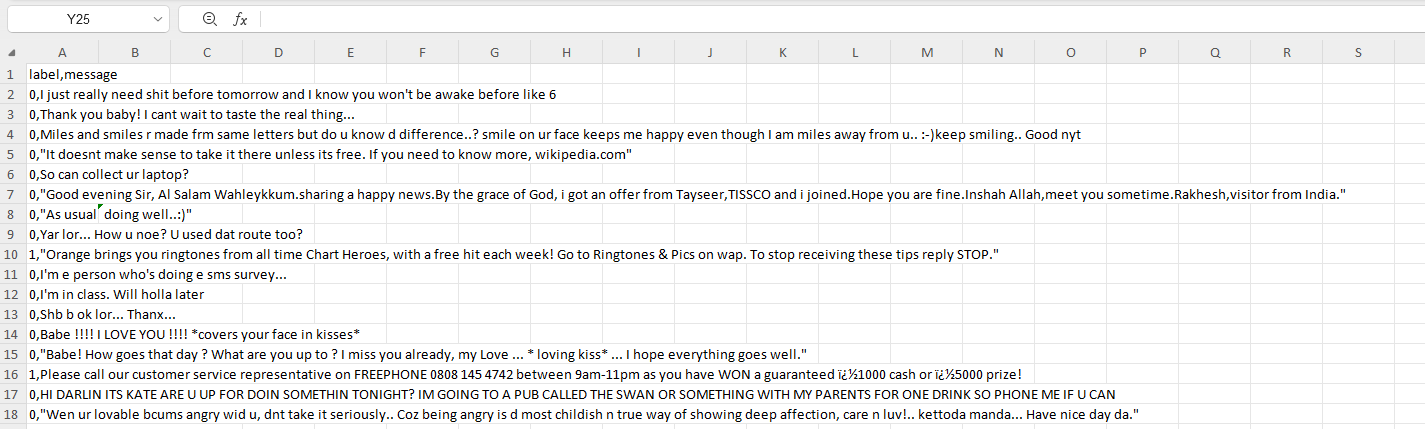 Y25 fx
A B C D E F G H I J K L M N O P Q R S
1 label,message
2 0,I just really need shit before tomorrow and I know you won't be awake before like 6
3 0,Thank you baby! I cant wait to taste the real thing...
4 0,Miles and smiles r made frm same letters but do u know d difference..? smile on ur face keeps me happy even though I am miles away from u.. :-)keep smiling.. Good nyt
5 0,"It doesnt make sense to take it there unless its free. If you need to know more, wikipedia.com"
6 0,So can collect ur laptop?
7 0,"Good evening Sir, Al Salam Wahleykkum.sharing a happy news.By the grace of God, i got an offer from Tayseer,TISSCO and i joined.Hope you are fine.Inshah Allah,meet you sometime.Rakhesh,visitor from India."
8 0,"As usual doing well..:)"
9 0,Yar lor... How u noe? U used dat route too?
10 1,"Orange brings you ringtones from all time Chart Heroes, with a free hit each week! Go to Ringtones & Pics on wap. To stop receiving these tips reply STOP."
11 0,I'm e person who's doing e sms survey...
12 0,I'm in class. Will holla later
13 0,Shb b ok lor... Thanx...
14 0,Babe !!!! I LOVE YOU !!!! *covers your face in kisses*
15 0,"Babe! How goes that day ? What are you up to ? I miss you already, my Love ... * loving kiss* ... I hope everything goes well."
16 1,Please call our customer service representative on FREEPHONE 0808 145 4742 between 9am-11pm as you have WON a guaranteed ï¿½1000 cash or ï¿½5000 prize!
17 0,HI DARLIN ITS KATE ARE U UP FOR DOIN SOMETHIN TONIGHT? IM GOING TO A PUB CALLED THE SWAN OR SOMETHING WITH MY PARENTS FOR ONE DRINK SO PHONE ME IF U CAN
18 0,"Wen ur lovable bcums angry wid u, dnt take it seriously.. Coz being angry is d most childish n true way of showing deep affection, care n luv!.. kettoda manda... Have nice day da."